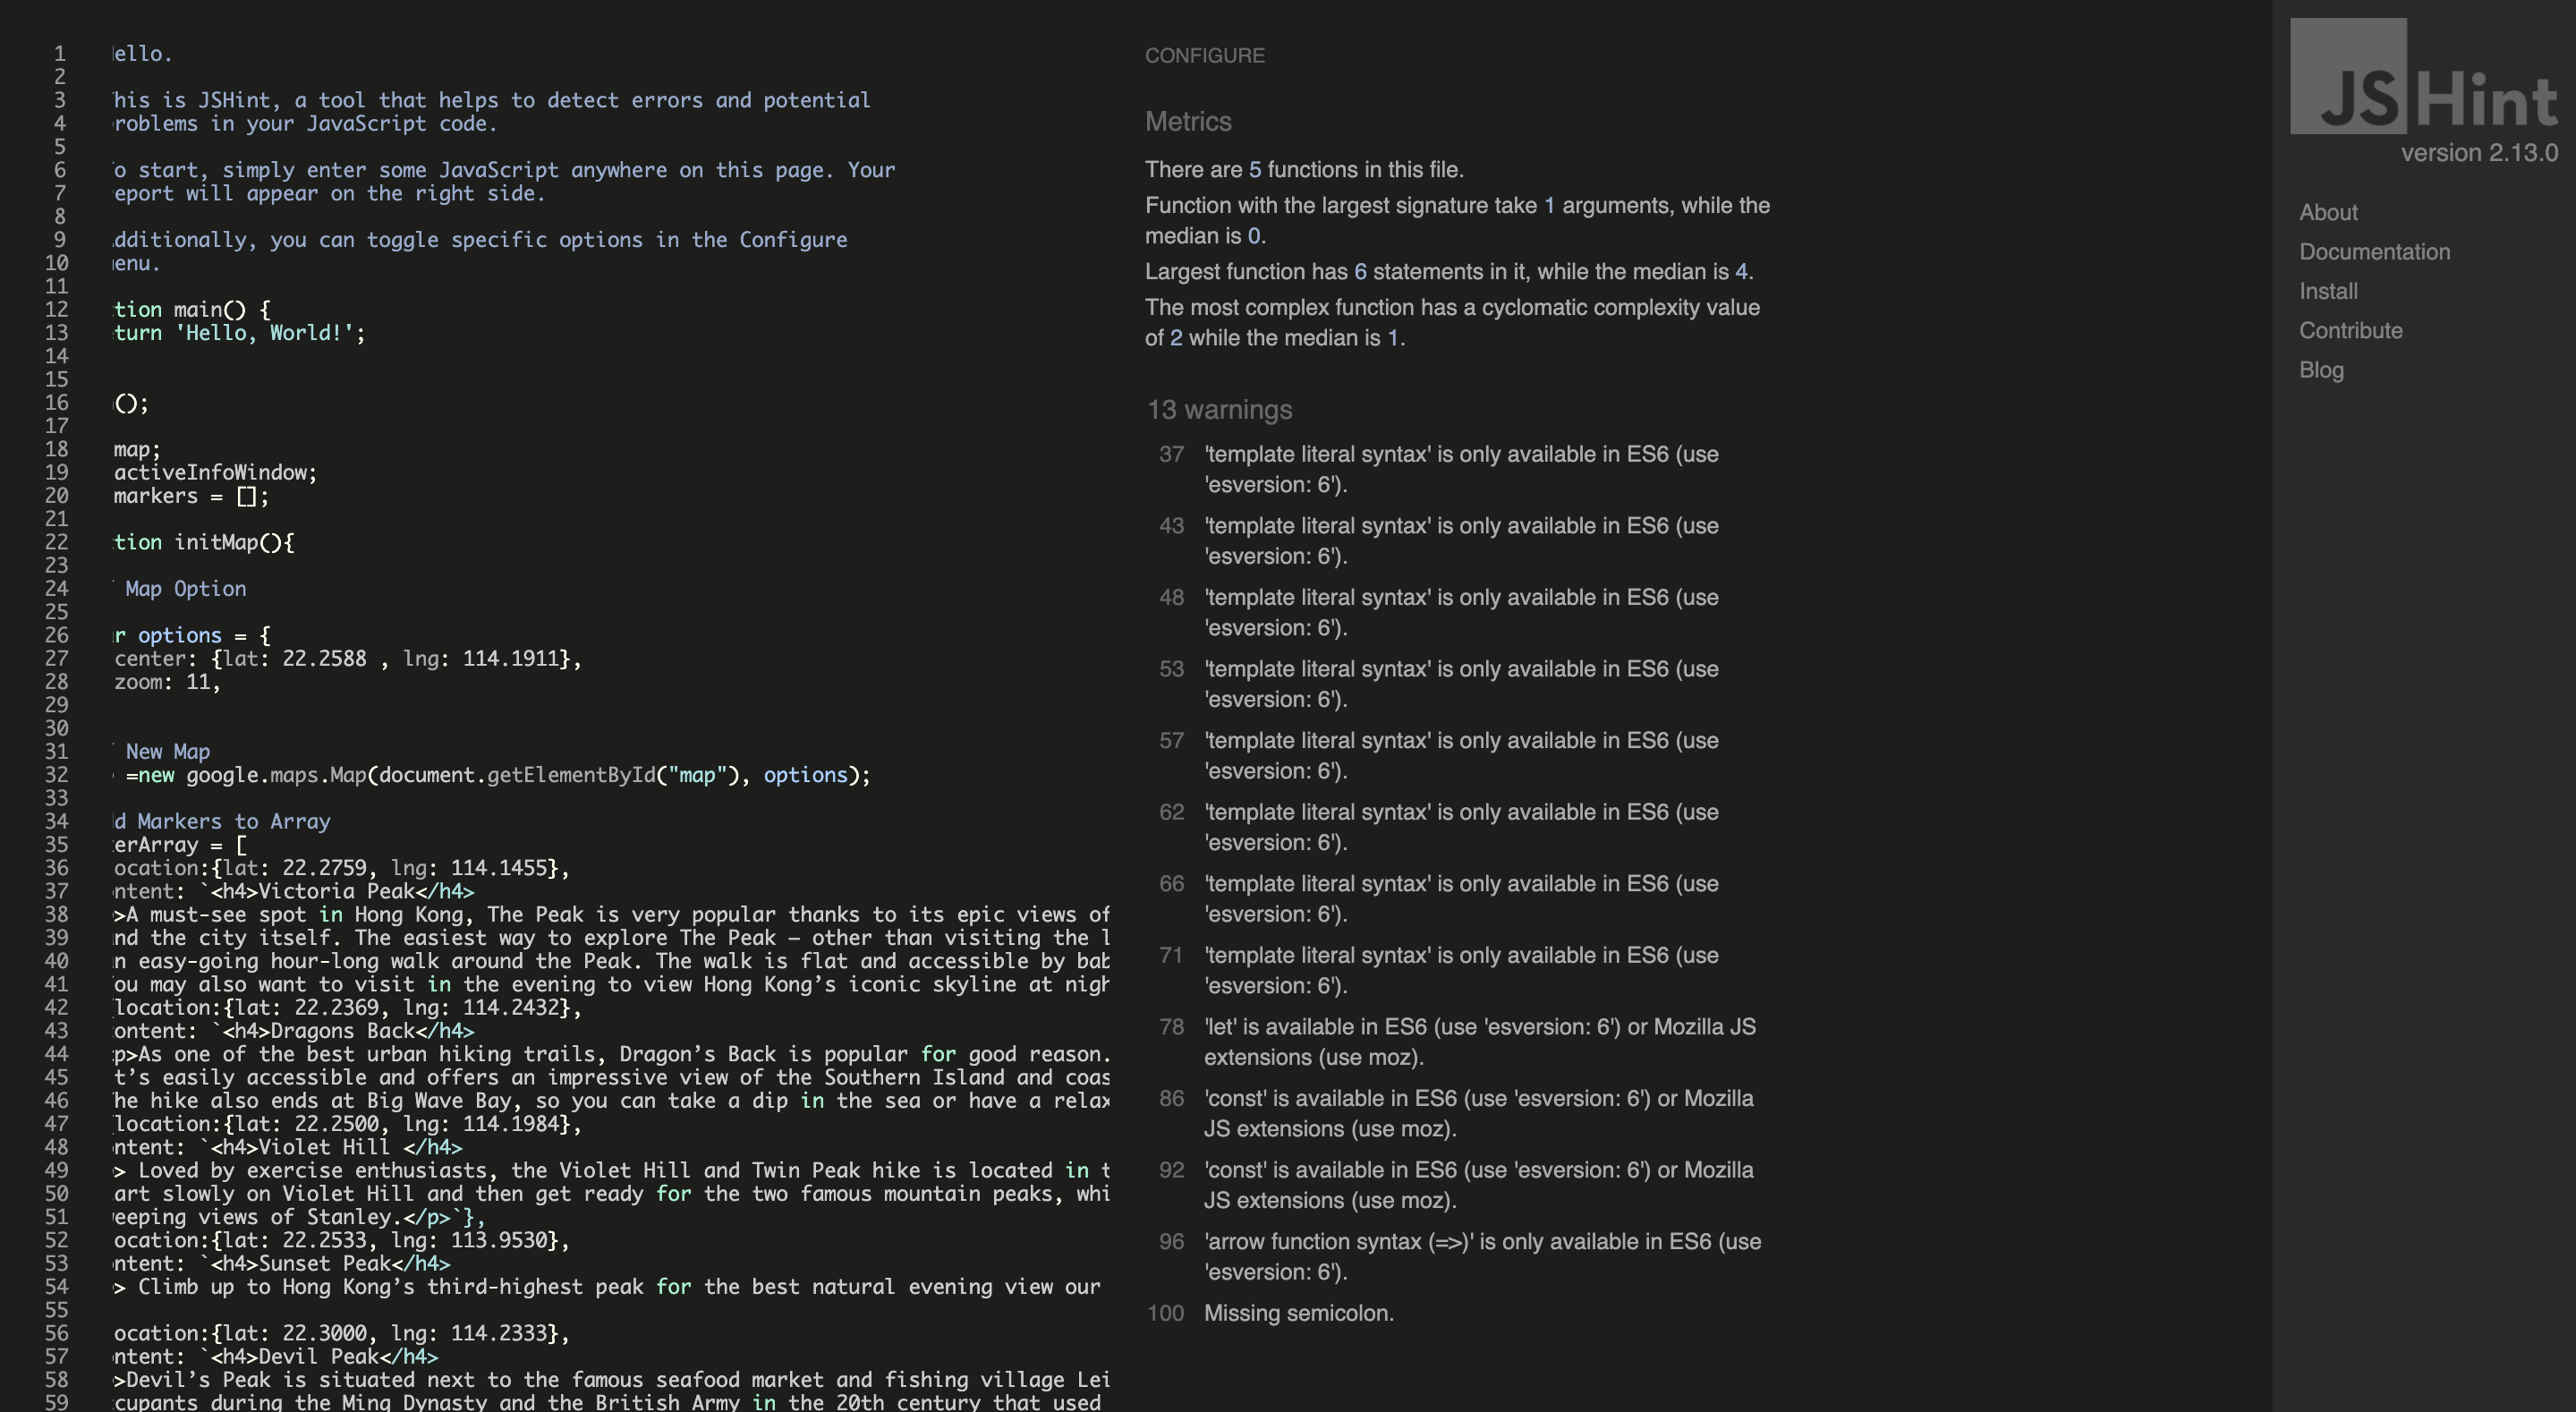 1 ello.
2
3 his is JSHint, a tool that helps to detect errors and potential
4 roblems in your JavaScript code.
5
6 o start, simply enter some JavaScript anywhere on this page. Your
7 eport will appear on the right side.
8
9 dditionally, you can toggle specific options in the Configure
10 enu.
11
12 tion main() {
13 turn 'Hello, World!';
14
15
16 ();
17
18 map;
19 activeInfoWindow;
20 markers = [];
21
22 tion initMap(){
23
24 Map Option
25
26 r options = {
27 center: {lat: 22.2588 , lng: 114.1911},
28 zoom: 11,
29
30
31 New Map
32 =new google.maps.Map(document.getElementById("map"), options);
33
34 d Markers to Array
35 erArray = [
36 ocation:{lat: 22.2759, lng: 114.1455},
37 ntent: `<h4>Victoria Peak</h4>
38 >A must-see spot in Hong Kong, The Peak is very popular thanks to its epic views of
39 nd the city itself. The easiest way to explore The Peak – other than visiting the l
40 n easy-going hour-long walk around the Peak. The walk is flat and accessible by bab
41 ou may also want to visit in the evening to view Hong Kong’s iconic skyline at nigh
42 location:{lat: 22.2369, lng: 114.2432},
43 ontent: `<h4>Dragons Back</h4>
44 p>As one of the best urban hiking trails, Dragon’s Back is popular for good reason.
45 t’s easily accessible and offers an impressive view of the Southern Island and coas
46 he hike also ends at Big Wave Bay, so you can take a dip in the sea or have a relax
47 location:{lat: 22.2500, lng: 114.1984},
48 ntent: `<h4>Violet Hill </h4>
49 > Loved by exercise enthusiasts, the Violet Hill and Twin Peak hike is located in t
50 art slowly on Violet Hill and then get ready for the two famous mountain peaks, whi
51 eeping views of Stanley.</p>`},
52 ocation:{lat: 22.2533, lng: 113.9530},
53 ntent: `<h4>Sunset Peak</h4>
54 > Climb up to Hong Kong’s third-highest peak for the best natural evening view our
55
56 ocation:{lat: 22.3000, lng: 114.2333},
57 ntent: `<h4>Devil Peak</h4>
58 >Devil’s Peak is situated next to the famous seafood market and fishing village Lei
59 cupants during the Ming Dynasty and the British Army in the 20th century that used
CONFIGURE
Metrics
There are 5 functions in this file.
Function with the largest signature take 1 arguments, while the
median is 0.
Largest function has 6 statements in it, while the median is 4.
The most complex function has a cyclomatic complexity value
of 2 while the median is 1.
13 warnings
37 'template literal syntax' is only available in ES6 (use
'esversion: 6').
43 'template literal syntax' is only available in ES6 (use
'esversion: 6').
48 'template literal syntax' is only available in ES6 (use
'esversion: 6').
53 'template literal syntax' is only available in ES6 (use
'esversion: 6').
57 'template literal syntax' is only available in ES6 (use
'esversion: 6').
62 'template literal syntax' is only available in ES6 (use
'esversion: 6').
66 'template literal syntax' is only available in ES6 (use
'esversion: 6').
71 'template literal syntax' is only available in ES6 (use
'esversion: 6').
78 'let' is available in ES6 (use 'esversion: 6') or Mozilla JS
extensions (use moz).
86 'const' is available in ES6 (use 'esversion: 6') or Mozilla
JS extensions (use moz).
92 'const' is available in ES6 (use 'esversion: 6') or Mozilla
JS extensions (use moz).
96 'arrow function syntax (=>)' is only available in ES6 (use
'esversion: 6').
100 Missing semicolon.
JSHint
version 2.13.0
About
Documentation
Install
Contribute
Blog